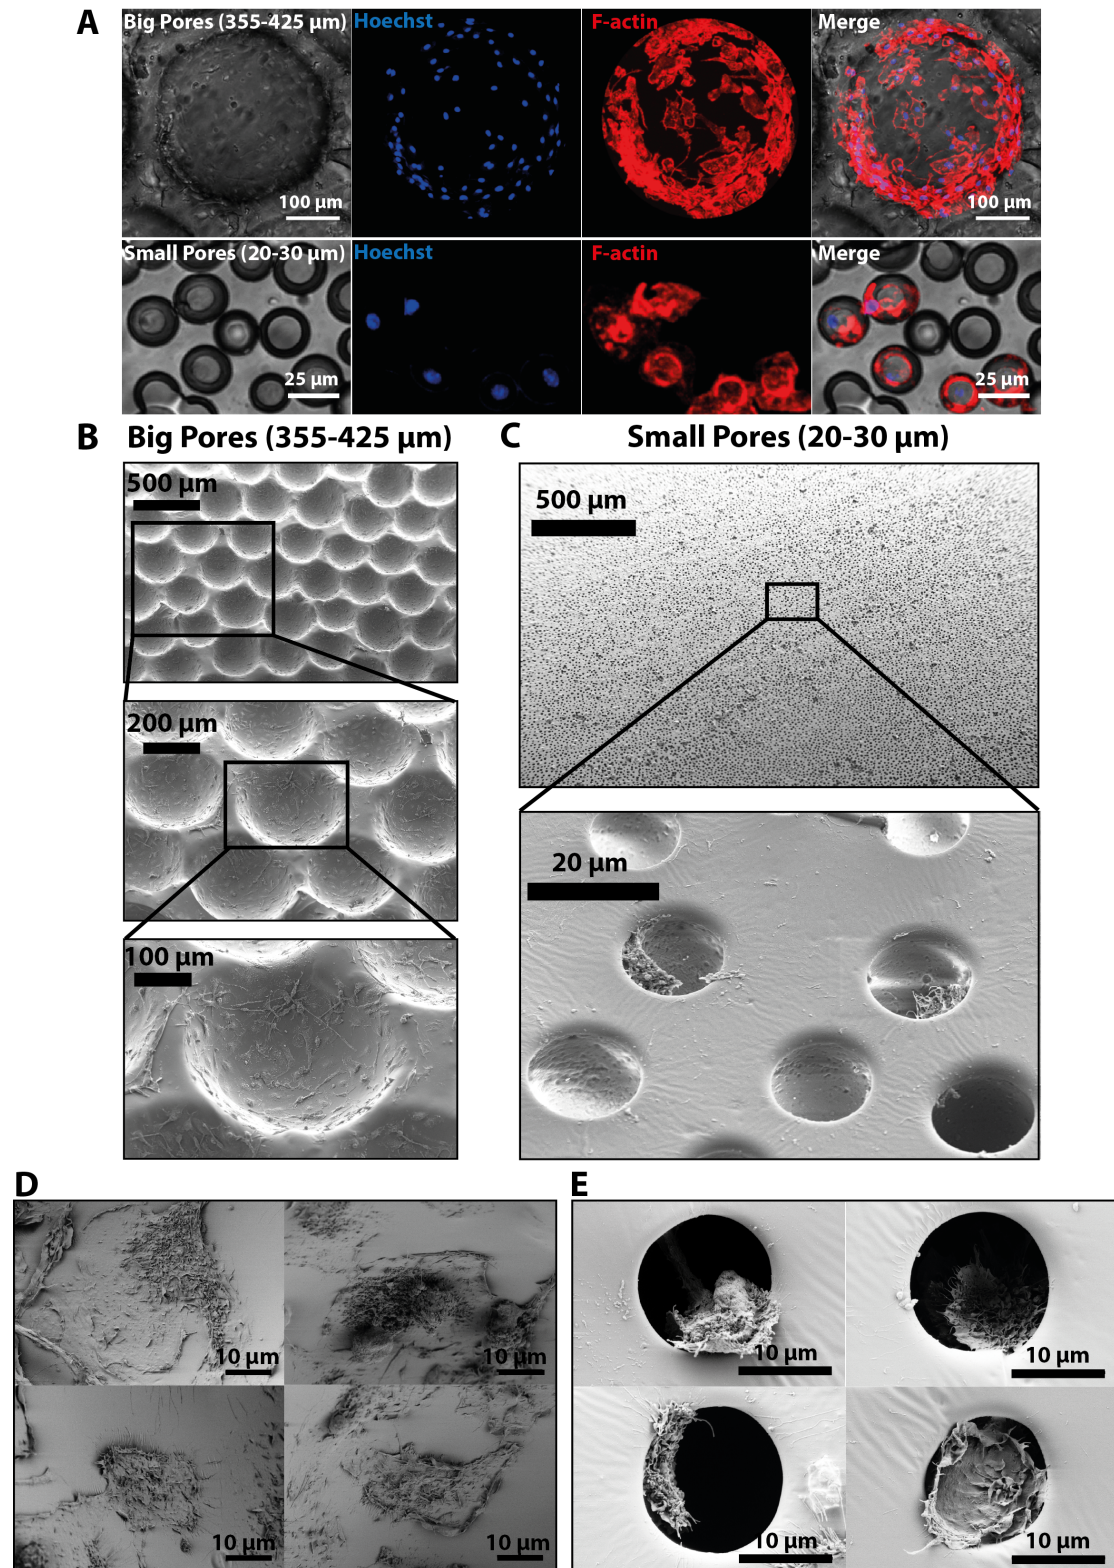 A
Big Pores (355-425 µm)
Hoechst
F-actin
Merge
100 µm
100 µm
Small Pores (20-30 µm)
Hoechst
F-actin
Merge
25 µm
25 µm
B
Big Pores (355-425 µm)
C
Small Pores (20-30 µm)
500 µm
500 µm
200 µm
20 µm
100 µm
D
E
10 µm
10 µm
10 µm
10 µm
10 µm
10 µm
10 µm
10 µm